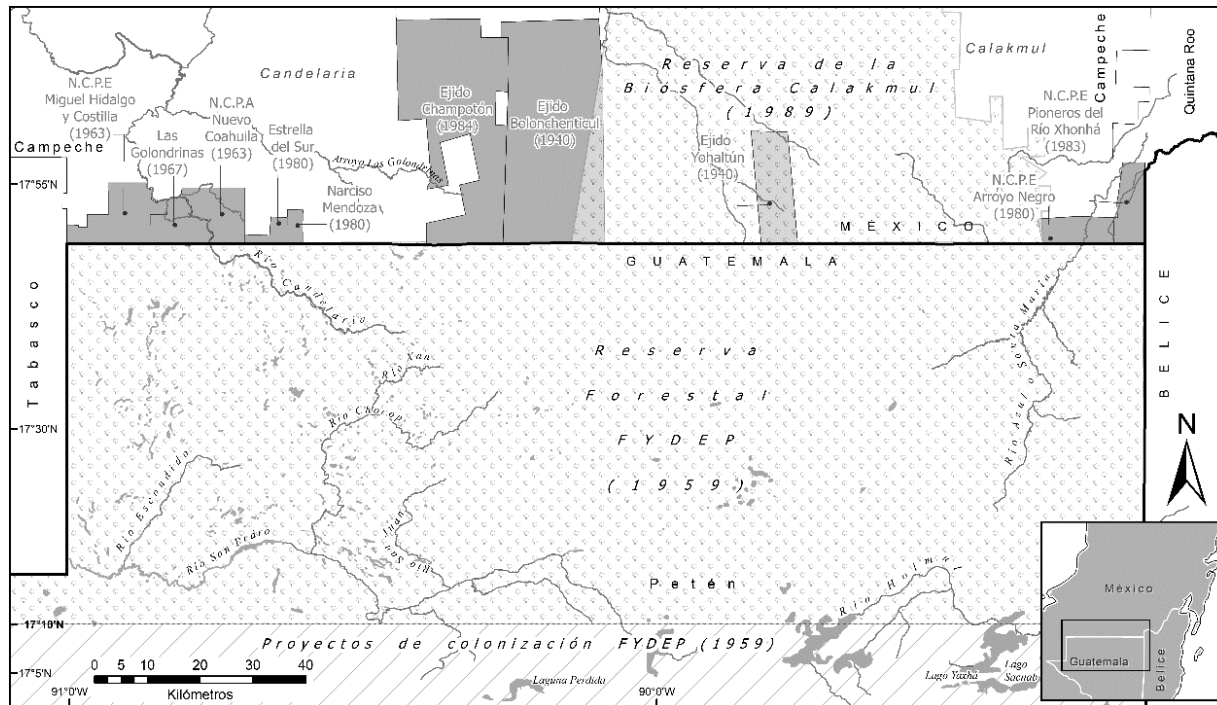 N.C.P.E
Miguel Hidalgo
y Costilla
(1963)
Las
Golondrinas
(1967)
N.C.P.A
Nuevo
Coahuila
(1963)
Estrella
del Sur
(1980)
Narciso
Mendoza
(1980)
Candelaria
Arroyo Las Golondrinas
Ejido
Champotón
(1984)
Ejido
Bolonchenticul
(1940)
Reserva de la
Biosfera Calakmul
(1989)
Ejido
Yohaltún
(1940)
Calakmul
Campeche
Quintana Roo
N.C.P.E
Pioneros del
Río Xhonhá
(1983)
N.C.P.E
Arroyo Negro
(1980)
Campeche
17°55'N
MÉXICO
GUATEMALA
Tabasco
BELICE
Río Candelaria
Río Xan
Río Chocop
Río Escondido
Río San Pedro
Río San Juan
Río Azul o Santa María
Río Holmul
Reserva
Forestal
FYDEP
(1959)
17°30'N
N
Petén
17°10'N
Proyectos de colonización FYDEP (1959)
17°5'N
0 5 10 20 30 40
Kilómetros
91°0'W
90°0'W
Laguna Perdida
Lago Yaxhá
Lago
Sacnab
México
Guatemala
Belice